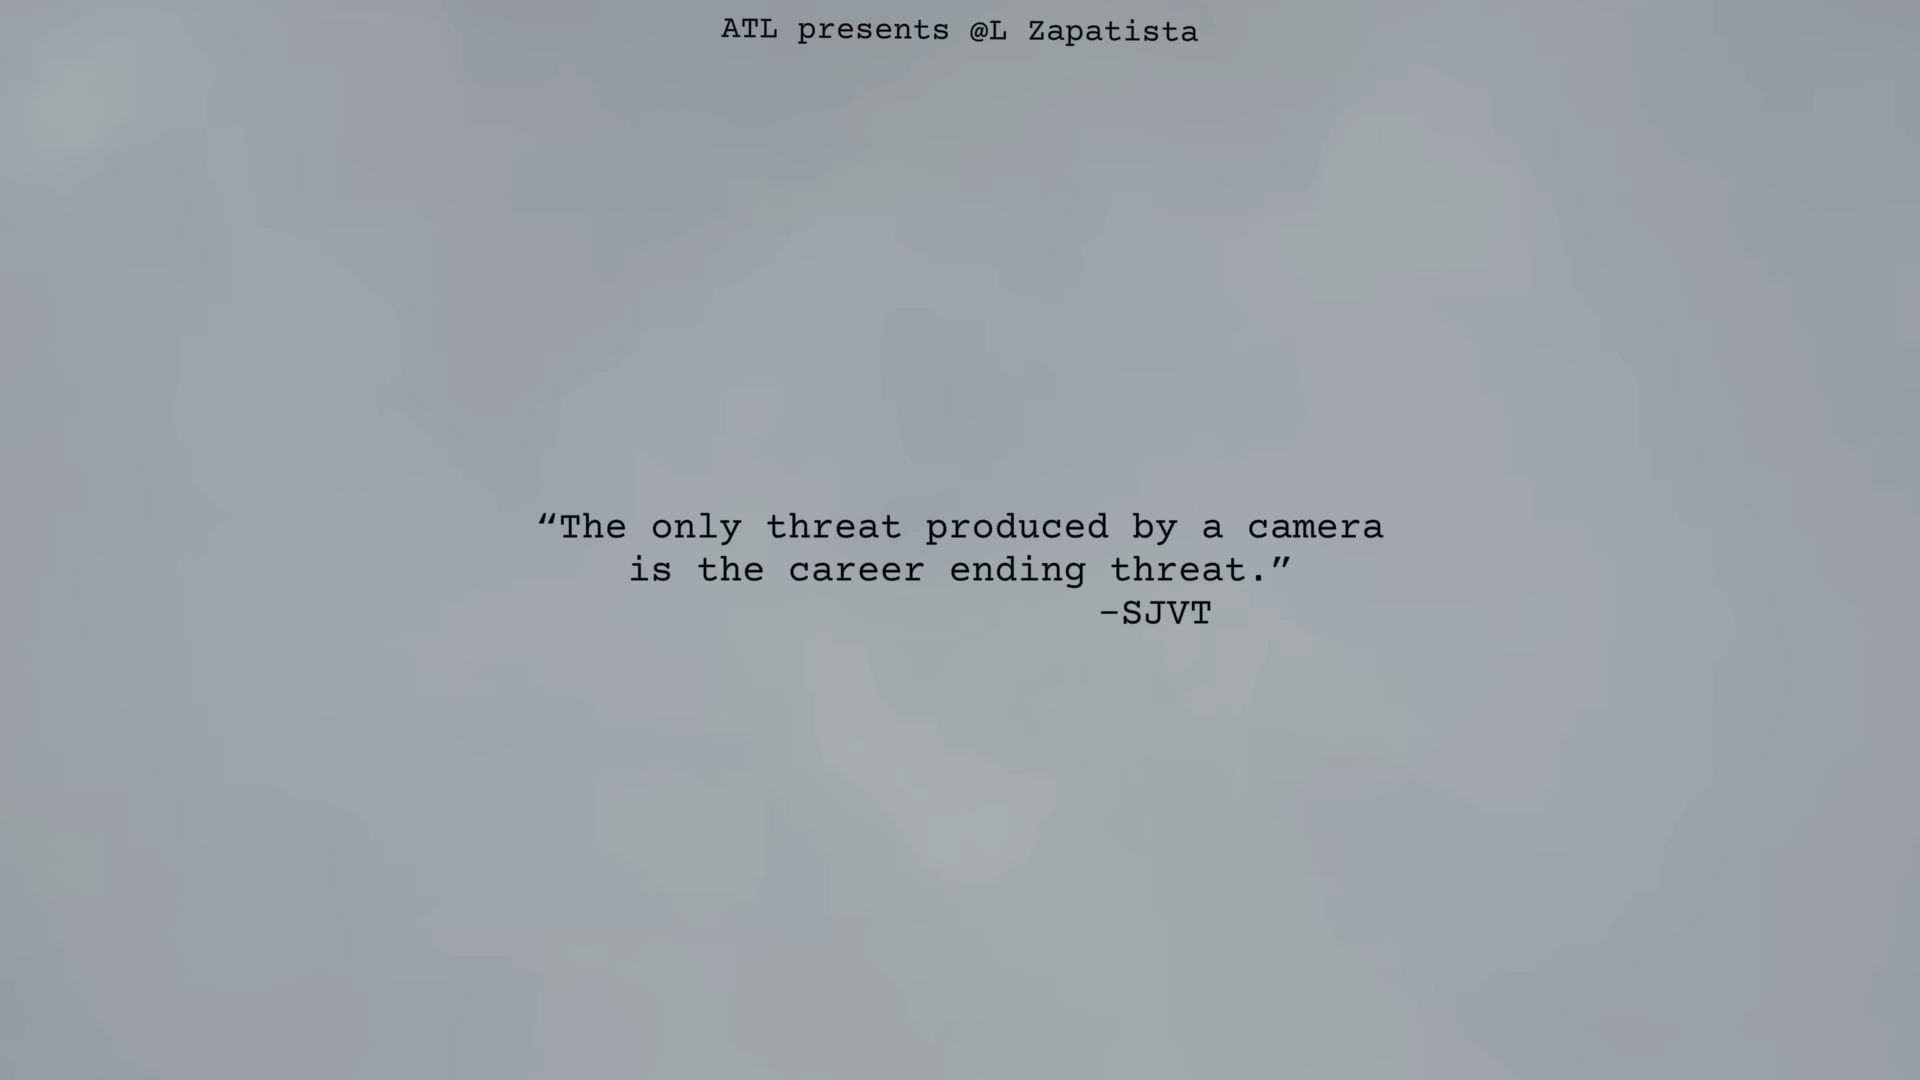 ATL presents @L Zapatista
“The only threat produced by a camera
is the career ending threat.”
-SJVT